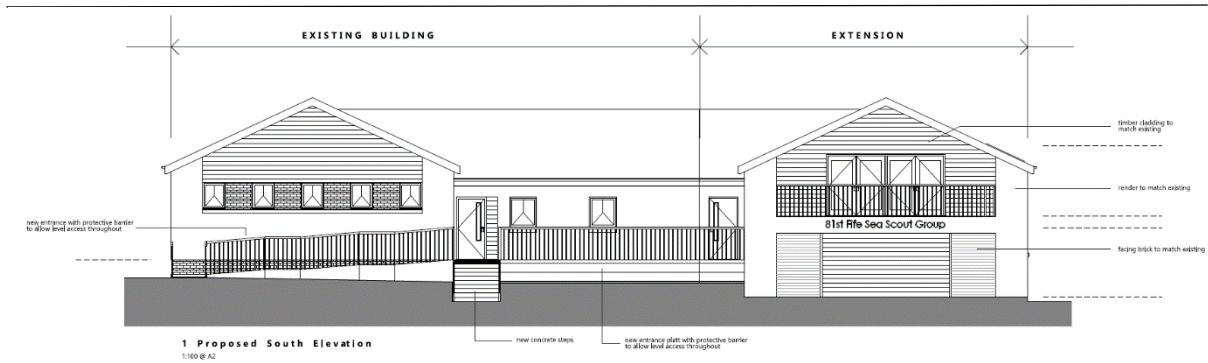 EXISTING BUILDING
EXTENSION
timber cladding to
match existing
render to match existing
new entrance with protective barrier
to allow level access throughout
81st Fife Sea Scout Group
facing brick to match existing
1 Proposed South Elevation
1:100 @ A2
new concrete steps
new entrance platt with protective barrier
to allow level access throughout